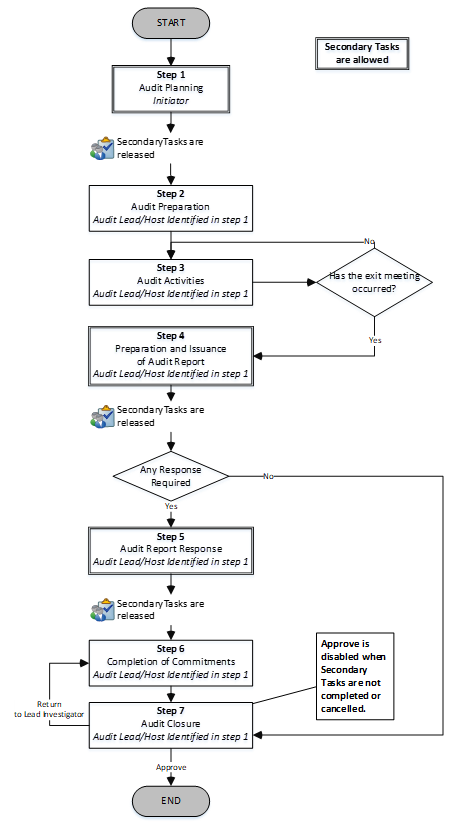 START
Secondary Tasks
are allowed
Step 1
Audit Planning
Initiator
SecondaryTasks are
released
Step 2
Audit Preparation
Audit Lead/Host Identified in step 1
No
Step 3
Audit Activities
Audit Lead/Host Identified in step 1
Has the exit meeting
occurred?
Yes
Step 4
Preparation and Issuance
of Audit Report
Audit Lead/Host Identified in step 1
SecondaryTasks are
released
Any Response
Required
No
Yes
Step 5
Audit Report Response
Audit Lead/Host Identified in step 1
SecondaryTasks are
released
Step 6
Completion of Commitments
Audit Lead/Host Identified in step 1
Approve is
disabled when
Secondary
Tasks are not
completed or
cancelled.
Return
to Lead Investigator
Step 7
Audit Closure
Audit Lead/Host Identified in step 1
Approve
END